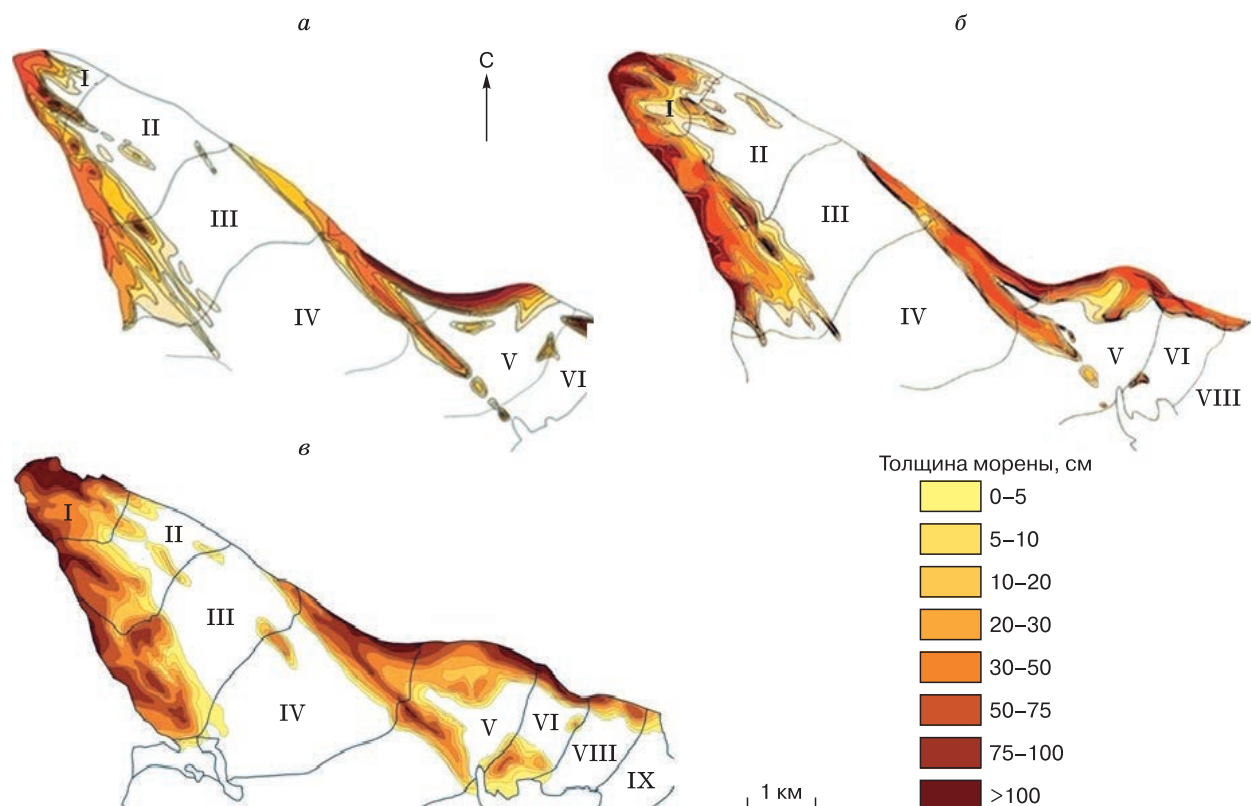 а
б
С
I
II
III
IV
V
VI
I
II
III
IV
V
VI
VIII
в
I
II
III
IV
V
VI
VIII
IX
Толщина морены, см
0–5
5–10
10–20
20–30
30–50
50–75
75–100
>100
1 км